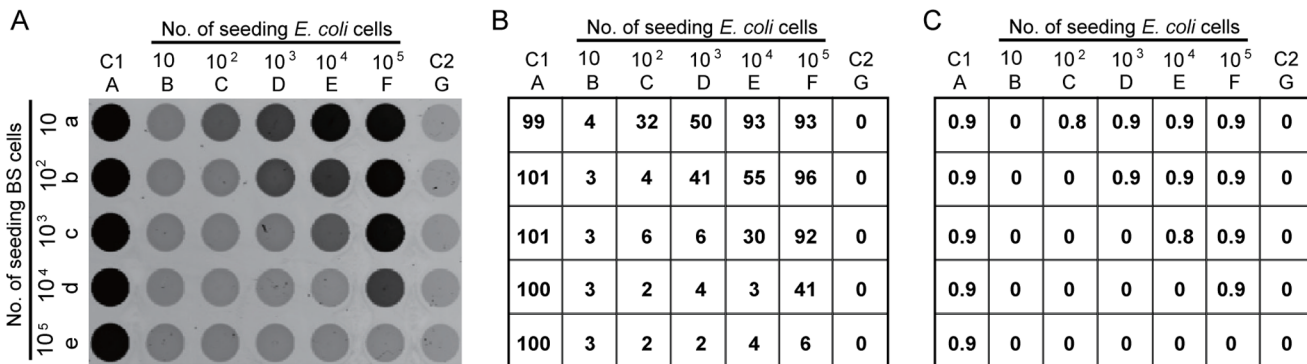 A
No. of seeding E. coli cells
C1 10 10² 10³ 10⁴ 10⁵ C2
A B C D E F G
No. of seeding BS cells
10 a
10² b
10³ c
10⁴ d
10⁵ e
B
No. of seeding E. coli cells
C1 10 10² 10³ 10⁴ 10⁵ C2
A B C D E F G
99 4 32 50 93 93 0
101 3 4 41 55 96 0
101 3 6 6 30 92 0
100 3 2 4 3 41 0
100 3 2 2 4 6 0
C
No. of seeding E. coli cells
C1 10 10² 10³ 10⁴ 10⁵ C2
A B C D E F G
0.9 0 0.8 0.9 0.9 0.9 0
0.9 0 0 0.9 0.9 0.9 0
0.9 0 0 0 0.8 0.9 0
0.9 0 0 0 0 0.9 0
0.9 0 0 0 0 0 0